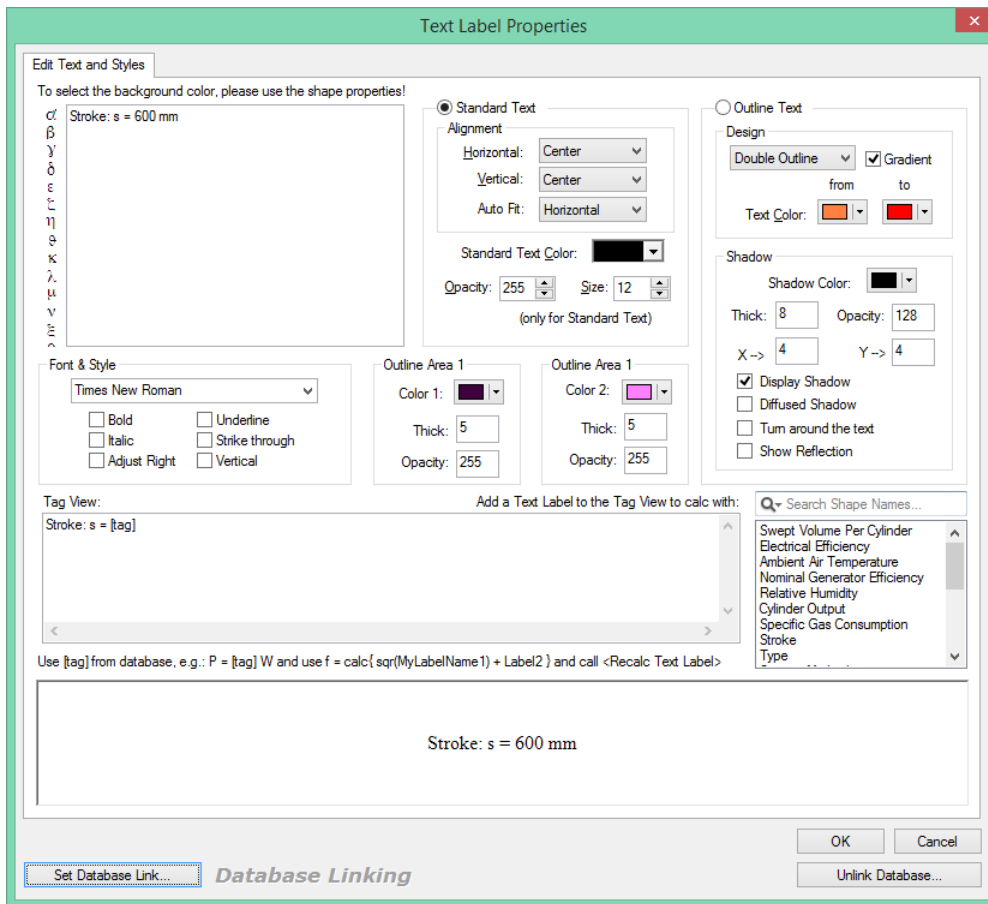 Text Label Properties
Edit Text and Styles
To select the background color, please use the shape properties!
α
β
γ
δ
ε
ζ
η
θ
κ
λ
μ
ν
ξ
Stroke: s = 600 mm
Standard Text
Alignment
Horizontal: Center
Vertical: Center
Auto Fit: Horizontal
Standard Text Color:
Opacity: 255 Size: 12
(only for Standard Text)
Outline Text
Design
Double Outline Gradient
from to
Text Color:
Shadow
Shadow Color:
Thick: 8 Opacity: 128
X --> 4 Y --> 4
Display Shadow
Diffused Shadow
Turn around the text
Show Reflection
Font & Style
Times New Roman
Bold Underline
Italic Strike through
Adjust Right Vertical
Outline Area 1
Color 1:
Thick: 5
Opacity: 255
Outline Area 1
Color 2:
Thick: 5
Opacity: 255
Tag View: Add a Text Label to the Tag View to calc with:
Stroke: s = [tag]
Search Shape Names...
Swept Volume Per Cylinder
Electrical Efficiency
Ambient Air Temperature
Nominal Generator Efficiency
Relative Humidity
Cylinder Output
Specific Gas Consumption
Stroke
Type
Use [tag] from database, e.g.: P = [tag] W and use f = calc{ sqr(MyLabelName1) + Label2 } and call <Recalc Text Label>
Stroke: s = 600 mm
OK Cancel
Set Database Link... Database Linking Unlink Database...